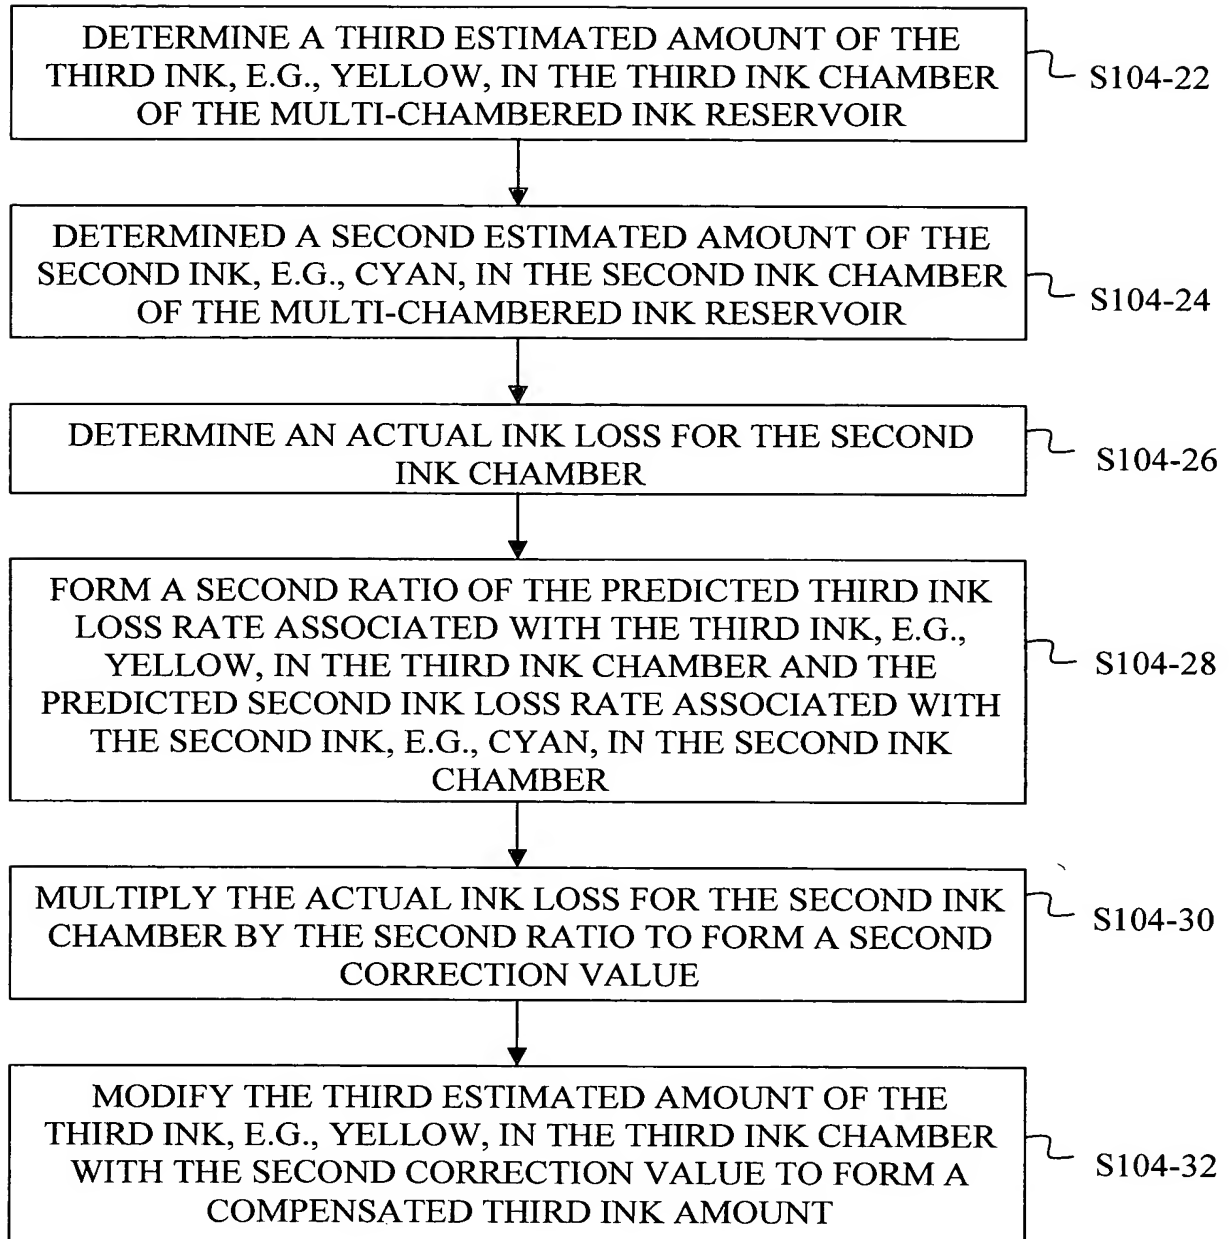 DETERMINE A THIRD ESTIMATED AMOUNT OF THE
THIRD INK, E.G., YELLOW, IN THE THIRD INK CHAMBER
OF THE MULTI-CHAMBERED INK RESERVOIR
S104-22
DETERMINED A SECOND ESTIMATED AMOUNT OF THE
SECOND INK, E.G., CYAN, IN THE SECOND INK CHAMBER
OF THE MULTI-CHAMBERED INK RESERVOIR
S104-24
DETERMINE AN ACTUAL INK LOSS FOR THE SECOND
INK CHAMBER
S104-26
FORM A SECOND RATIO OF THE PREDICTED THIRD INK
LOSS RATE ASSOCIATED WITH THE THIRD INK, E.G.,
YELLOW, IN THE THIRD INK CHAMBER AND THE
PREDICTED SECOND INK LOSS RATE ASSOCIATED WITH
THE SECOND INK, E.G., CYAN, IN THE SECOND INK
CHAMBER
S104-28
MULTIPLY THE ACTUAL INK LOSS FOR THE SECOND INK
CHAMBER BY THE SECOND RATIO TO FORM A SECOND
CORRECTION VALUE
S104-30
MODIFY THE THIRD ESTIMATED AMOUNT OF THE
THIRD INK, E.G., YELLOW, IN THE THIRD INK CHAMBER
WITH THE SECOND CORRECTION VALUE TO FORM A
COMPENSATED THIRD INK AMOUNT
S104-32